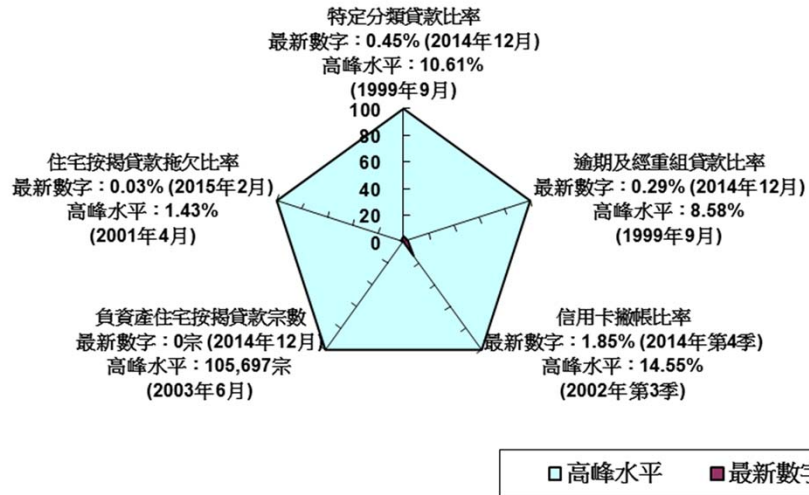 特定分類貸款比率
最新數字：0.45% (2014年12月)
高峰水平：10.61%
(1999年9月)
100
80
60
40
20
0
住宅按揭貸款拖欠比率
最新數字：0.03% (2015年2月)
高峰水平：1.43%
(2001年4月)
逾期及經重組貸款比率
最新數字：0.29% (2014年12月)
高峰水平：8.58%
(1999年9月)
負資產住宅按揭貸款宗數
最新數字：0宗 (2014年12月)
高峰水平：105,697宗
(2003年6月)
信用卡撇帳比率
最新數字：1.85% (2014年第4季)
高峰水平：14.55%
(2002年第3季)
高峰水平
最新數字